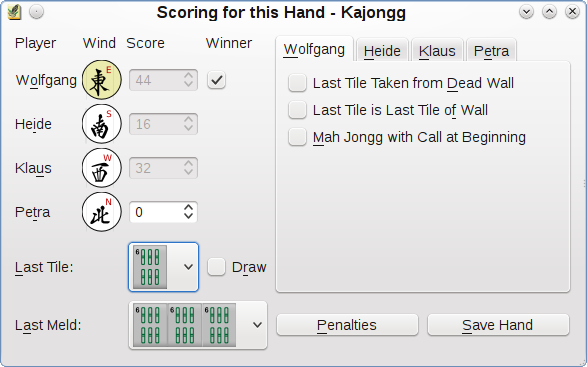 Scoring for this Hand - Kajongg
Player Wind Score Winner
Wolfgang 東 E 44
Heide 南 S 16
Klaus 西 W 32
Petra 北 N 0
Last Tile: 6 Draw
Last Meld: 6 6 6
Wolfgang Heide Klaus Petra
Last Tile Taken from Dead Wall
Last Tile is Last Tile of Wall
Mah Jongg with Call at Beginning
Penalties Save Hand